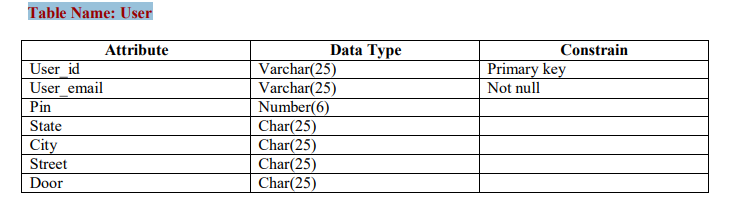 Table Name: User
Attribute Data Type Constrain
User_id Varchar(25) Primary key
User_email Varchar(25) Not null
Pin Number(6)
State Char(25)
City Char(25)
Street Char(25)
Door Char(25)